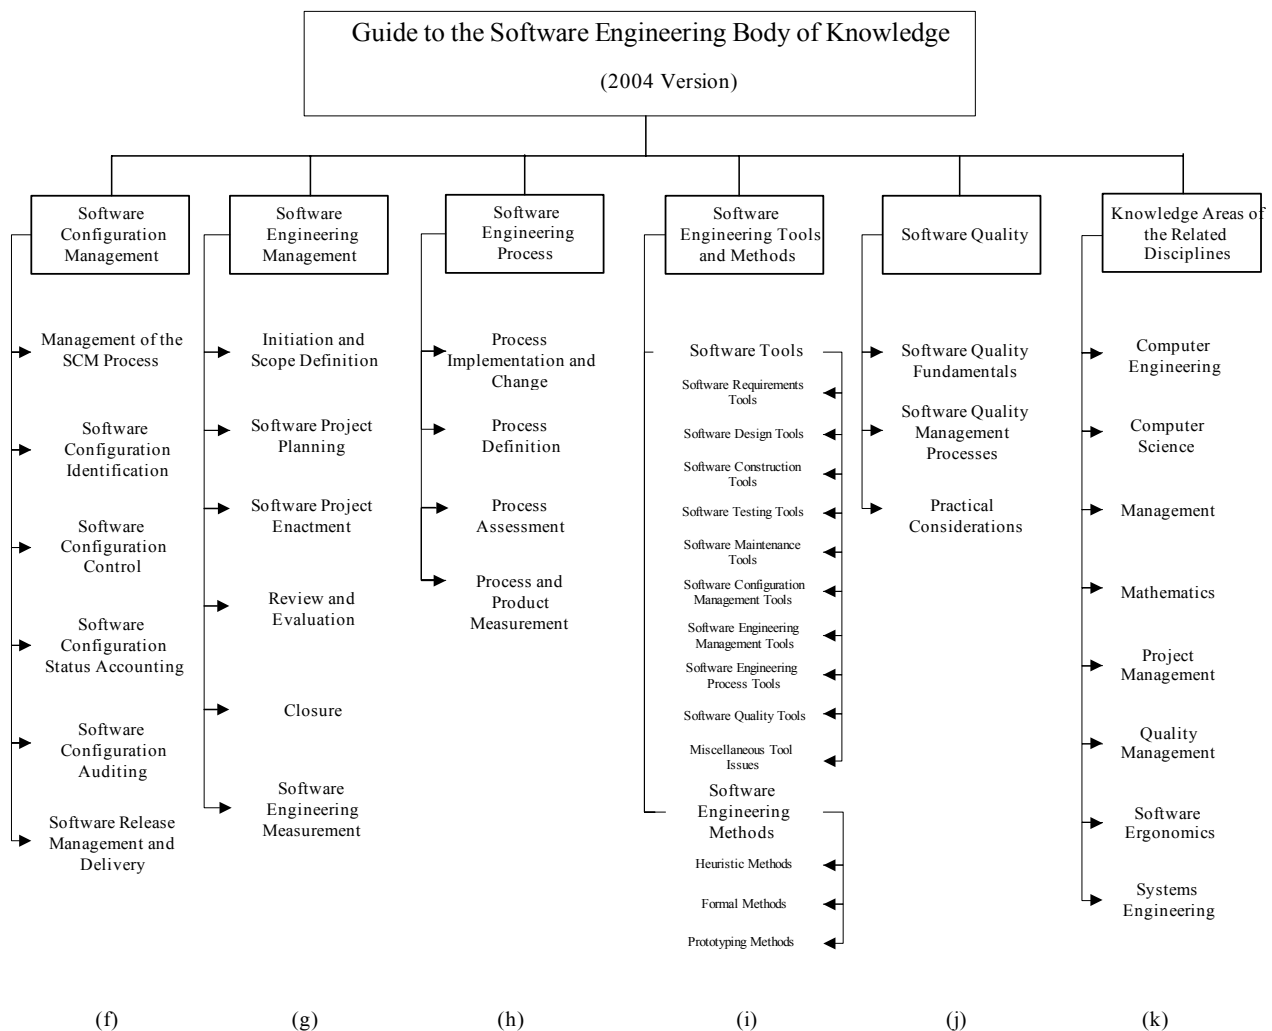 Guide to the Software Engineering Body of Knowledge
(2004 Version)
Software
Configuration
Management
Management of the
SCM Process
Software
Configuration
Identification
Software
Configuration
Control
Software
Configuration
Status Accounting
Software
Configuration
Auditing
Software Release
Management and
Delivery
(f)
Software
Engineering
Management
Initiation and
Scope Definition
Software Project
Planning
Software Project
Enactment
Review and
Evaluation
Closure
Software
Engineering
Measurement
(g)
Software
Engineering
Process
Process
Implementation and
Change
Process
Definition
Process
Assessment
Process and
Product
Measurement
(h)
Software
Engineering Tools
and Methods
Software Tools
Software Requirements
Tools
Software Design Tools
Software Construction
Tools
Software Testing Tools
Software Maintenance
Tools
Software Configuration
Management Tools
Software Engineering
Management Tools
Software Engineering
Process Tools
Software Quality Tools
Miscellaneous Tool
Issues
Software
Engineering
Methods
Heuristic Methods
Formal Methods
Prototyping Methods
(i)
Software Quality
Software Quality
Fundamentals
Software Quality
Management
Processes
Practical
Considerations
(j)
Knowledge Areas of
the Related
Disciplines
Computer
Engineering
Computer
Science
Management
Mathematics
Project
Management
Quality
Management
Software
Ergonomics
Systems
Engineering
(k)